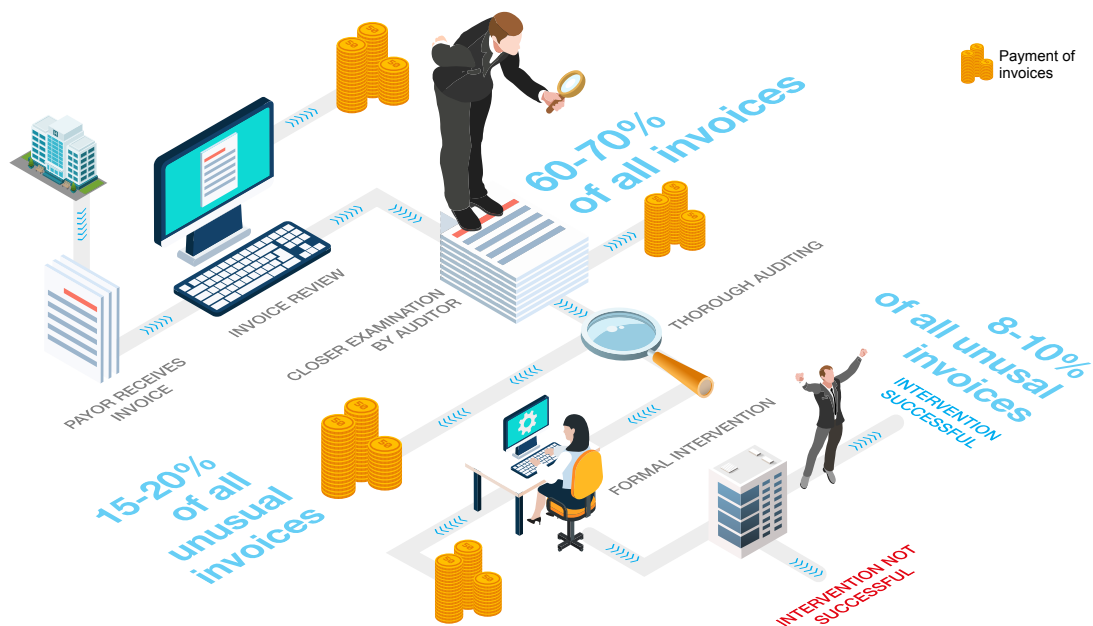 Payment of
invoices
60-70%
of all invoices
INVOICE REVIEW
CLOSER EXAMINATION
BY AUDITOR
THOROUGH AUDITING
PAYOR RECEIVES
INVOICE
8-10%
of all unusal
invoices
INTERVENTION
SUCCESSFUL
FORMAL INTERVENTION
15-20%
of all
unusual
invoices
INTERVENTION NOT
SUCCESSFUL